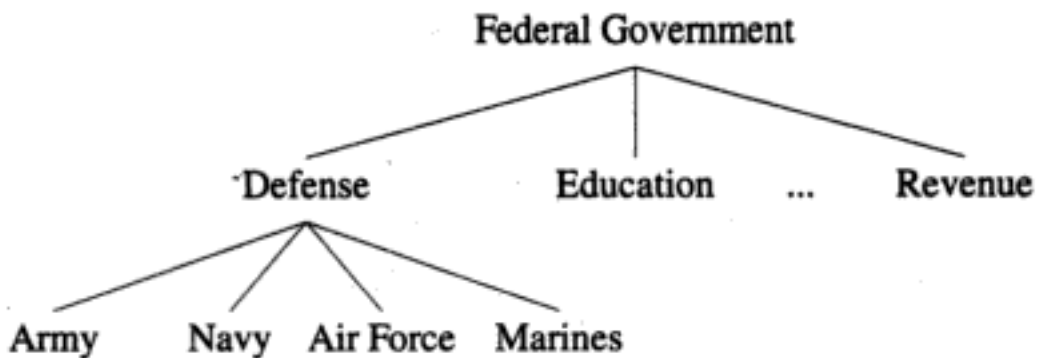 Federal Government
Defense Education ... Revenue
Army Navy Air Force Marines